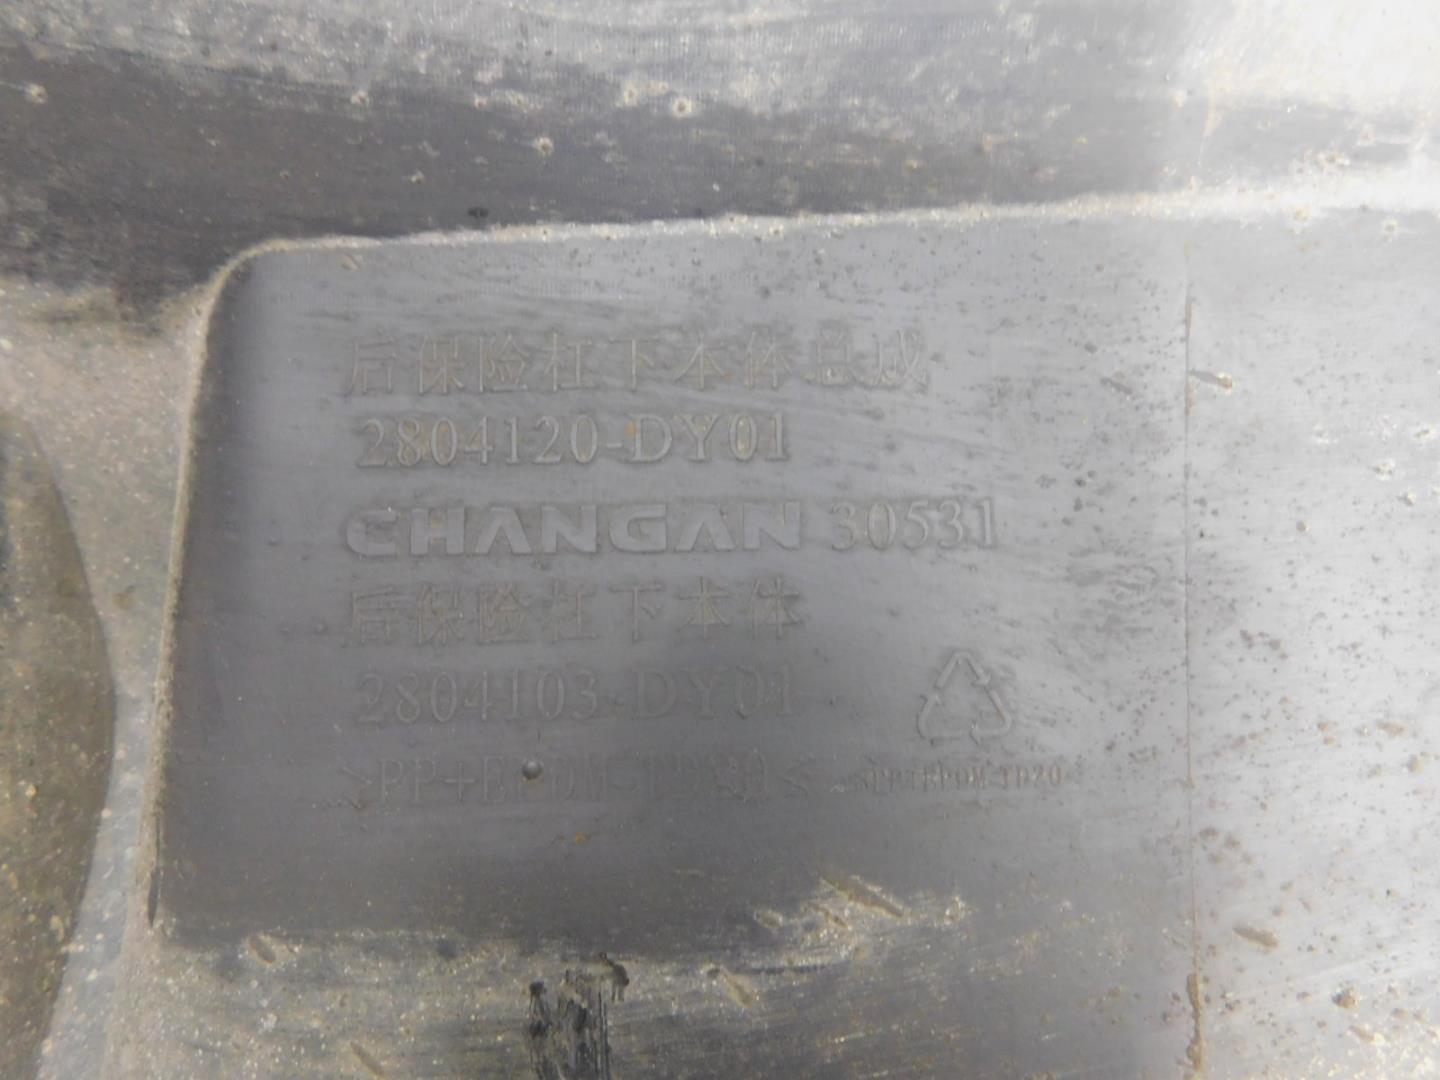 后保险杠下本体总成
2804120-DY01
CHANGAN 30531
后保险杠下本体
2804103-DY01
>PP+EPDM-TD20<